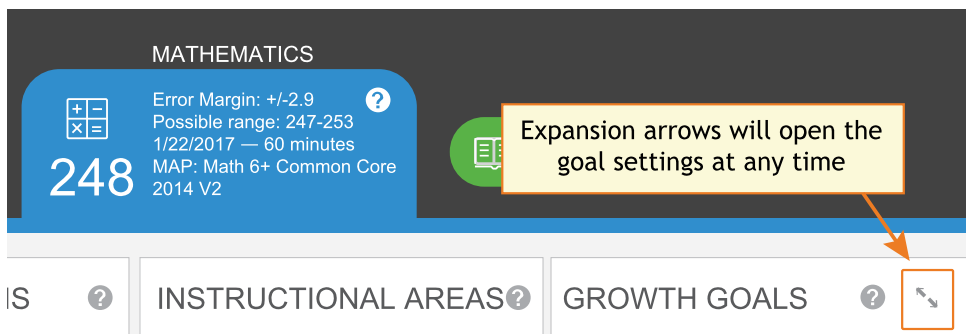 MATHEMATICS
Error Margin: +/-2.9
Possible range: 247-253
1/22/2017 — 60 minutes
MAP: Math 6+ Common Core
2014 V2
248
Expansion arrows will open the
goal settings at any time
INSTRUCTIONAL AREAS
GROWTH GOALS